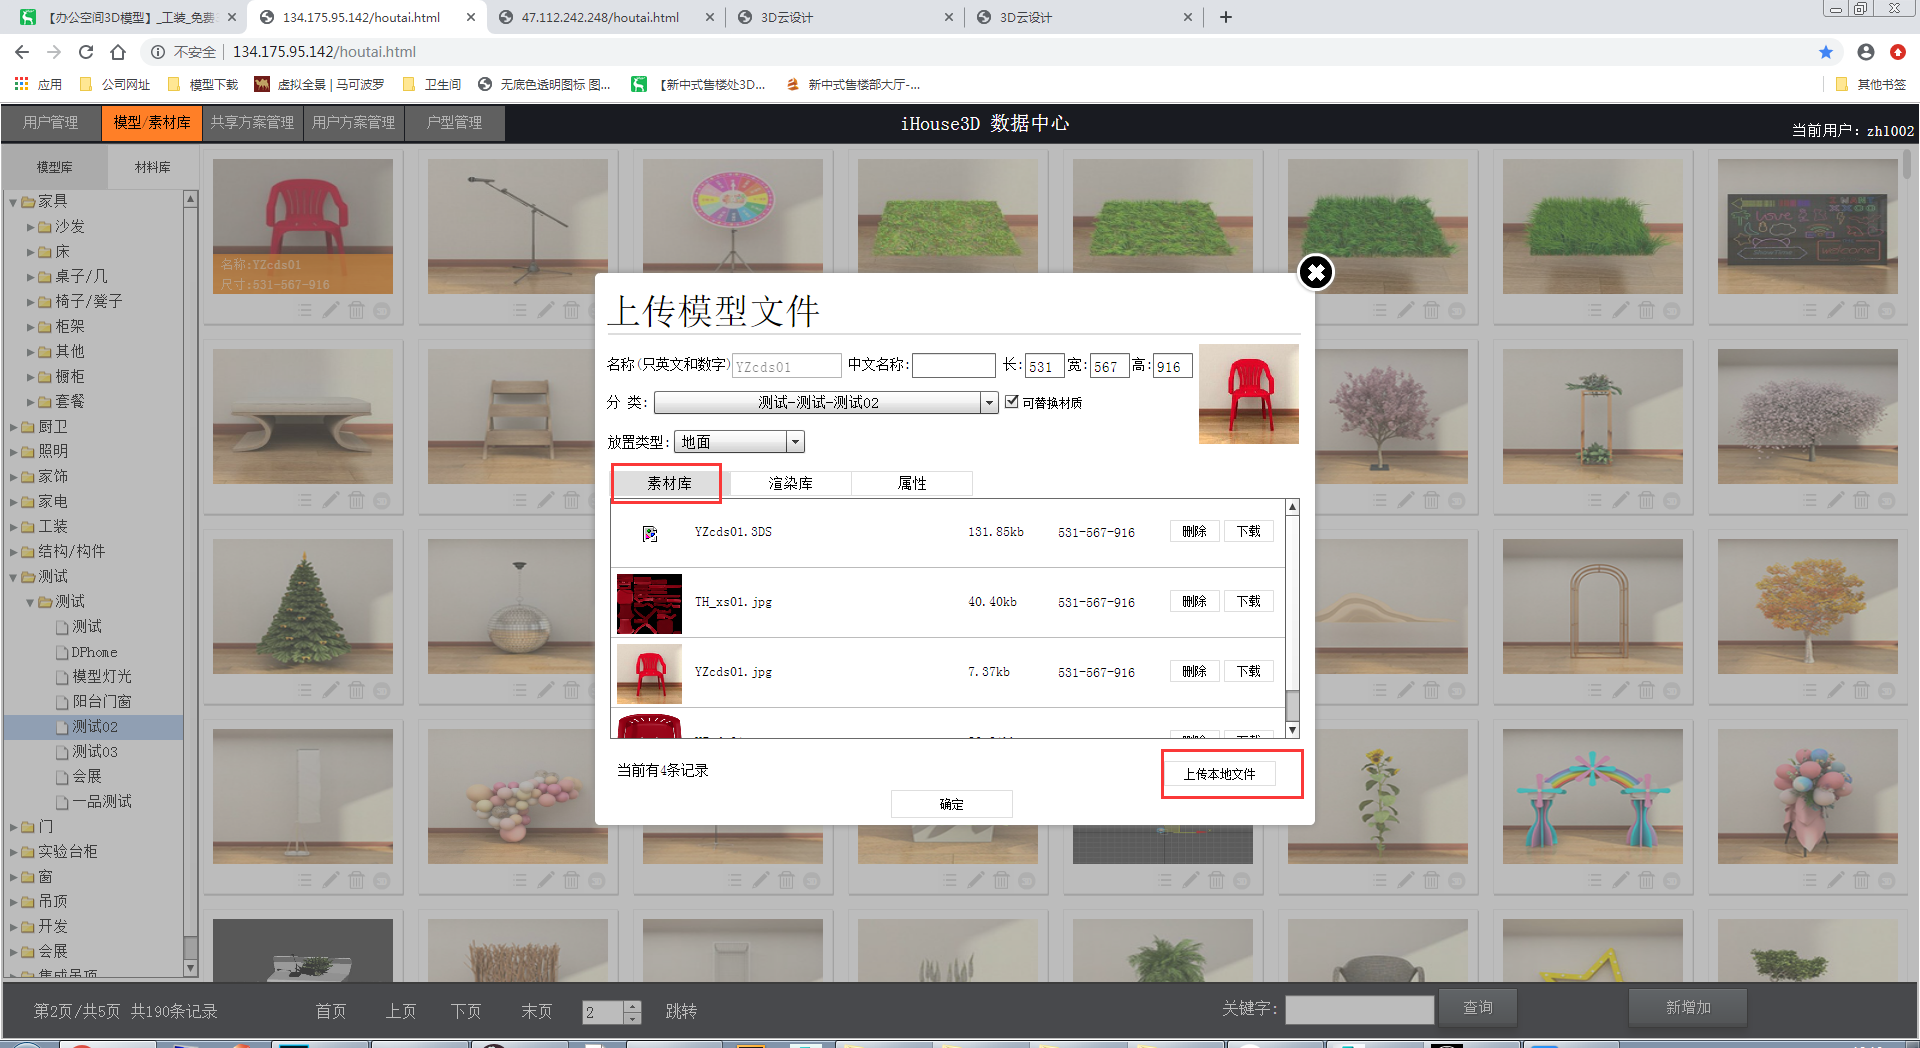 【办公空间3D模型】_工装_免费
134.175.95.142/houtai.html
47.112.242.248/houtai.html
3D云设计
3D云设计
不安全
134.175.95.142/houtai.html
应用
公司网址
模型下载
虚拟全景 | 马可波罗
卫生间
无底色透明图标 图...
【新中式售楼处3D...
新中式售楼部大厅-...
其他书签
用户管理
模型/素材库
共享方案管理
用户方案管理
户型管理
iHouse3D 数据中心
当前用户: zhl002
模型库
材料库
家具
沙发
床
桌子/几
椅子/凳子
柜架
其他
橱柜
套餐
厨卫
照明
家饰
家电
工装
结构/构件
测试
测试
测试
DPhome
模型灯光
阳台门窗
测试02
测试03
会展
一品测试
门
实验台柜
窗
吊顶
开发
会展
集成吊顶
名称:YZcds01
尺寸:531-567-916
上传模型文件
名称(只英文和数字) YZcds01 中文名称: 长: 531 宽: 567 高: 916
分 类: 测试-测试-测试02 可替换材质
放置类型: 地面
素材库 渲染库 属性
YZcds01.3DS 131.85kb 531-567-916 删除 下载
TH_xs01.jpg 40.40kb 531-567-916 删除 下载
YZcds01.jpg 7.37kb 531-567-916 删除 下载
当前有4条记录
上传本地文件
确定
第2页/共5页 共190条记录
首页
上页
下页
末页
2
跳转
关键字:
查询
新增加